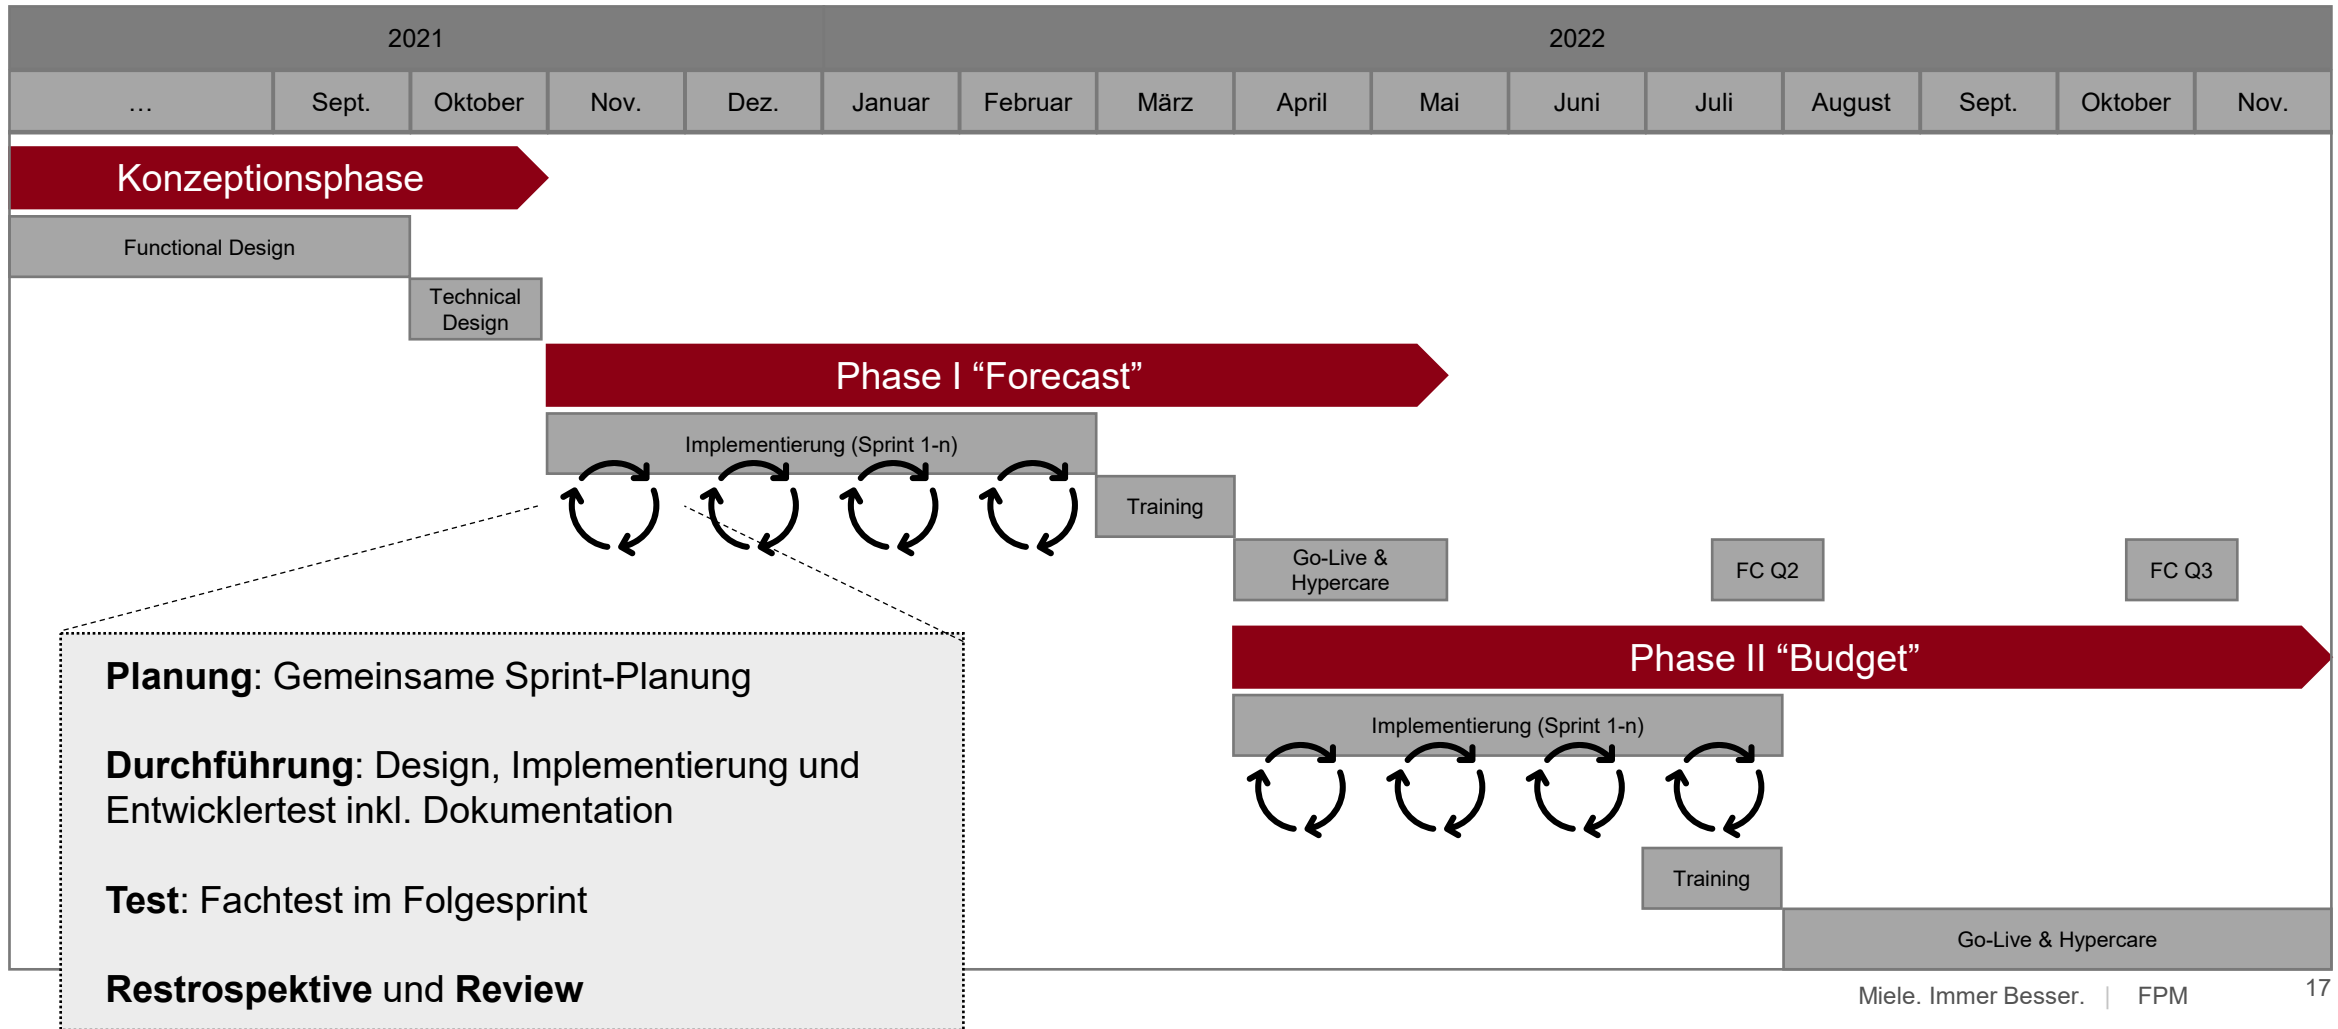 2021
2022
…
Sept.
Oktober
Nov.
Dez.
Januar
Februar
März
April
Mai
Juni
Juli
August
Sept.
Oktober
Nov.
Konzeptionsphase
Functional Design
Technical
Design
Phase I “Forecast”
Implementierung (Sprint 1-n)
Training
Go-Live &
Hypercare
FC Q2
FC Q3
Phase II “Budget”
Implementierung (Sprint 1-n)
Training
Go-Live & Hypercare
Planung: Gemeinsame Sprint-Planung
Durchführung: Design, Implementierung und
Entwicklertest inkl. Dokumentation
Test: Fachtest im Folgesprint
Restrospektive und Review
Miele. Immer Besser. | FPM
17